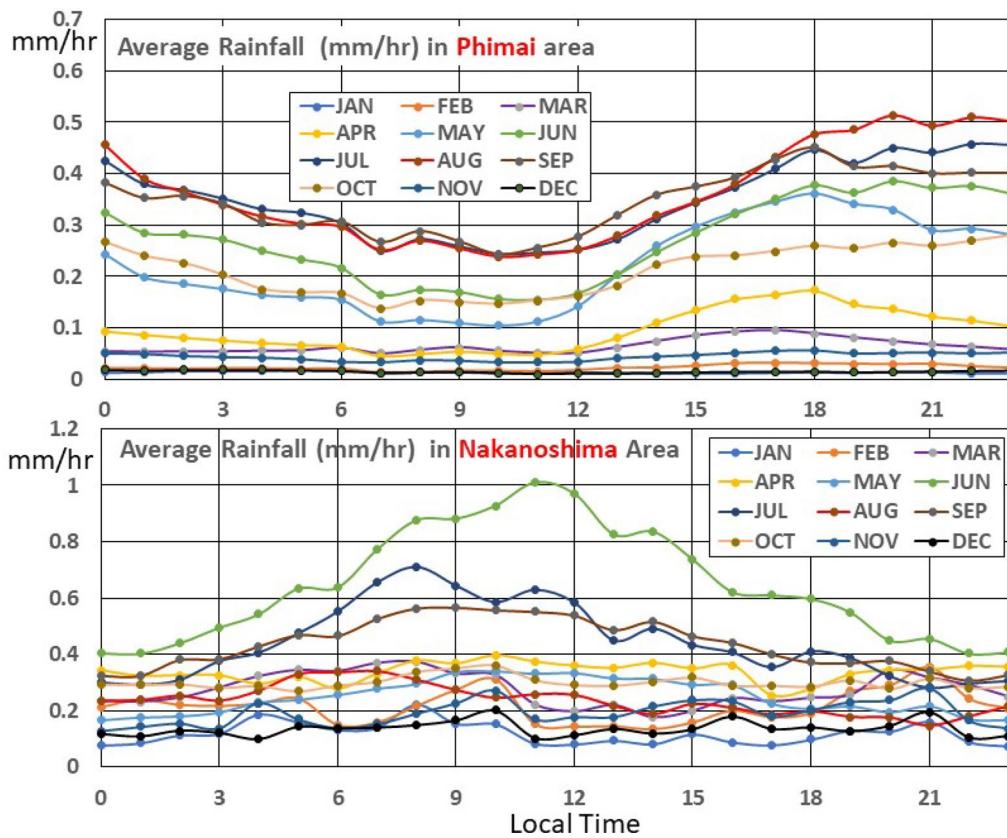 0.7
mm/hr
Average Rainfall (mm/hr) in Phimai area
0.6
JAN FEB MAR
APR MAY JUN
JUL AUG SEP
OCT NOV DEC
0.5
0.4
0.3
0.2
0.1
0
0 3 6 9 12 15 18 21
1.2
mm/hr
Average Rainfall (mm/hr) in Nakanoshima Area
JAN FEB MAR
APR MAY JUN
JUL AUG SEP
OCT NOV DEC
1
0.8
0.6
0.4
0.2
0
0 3 6 9 12 15 18 21
Local Time